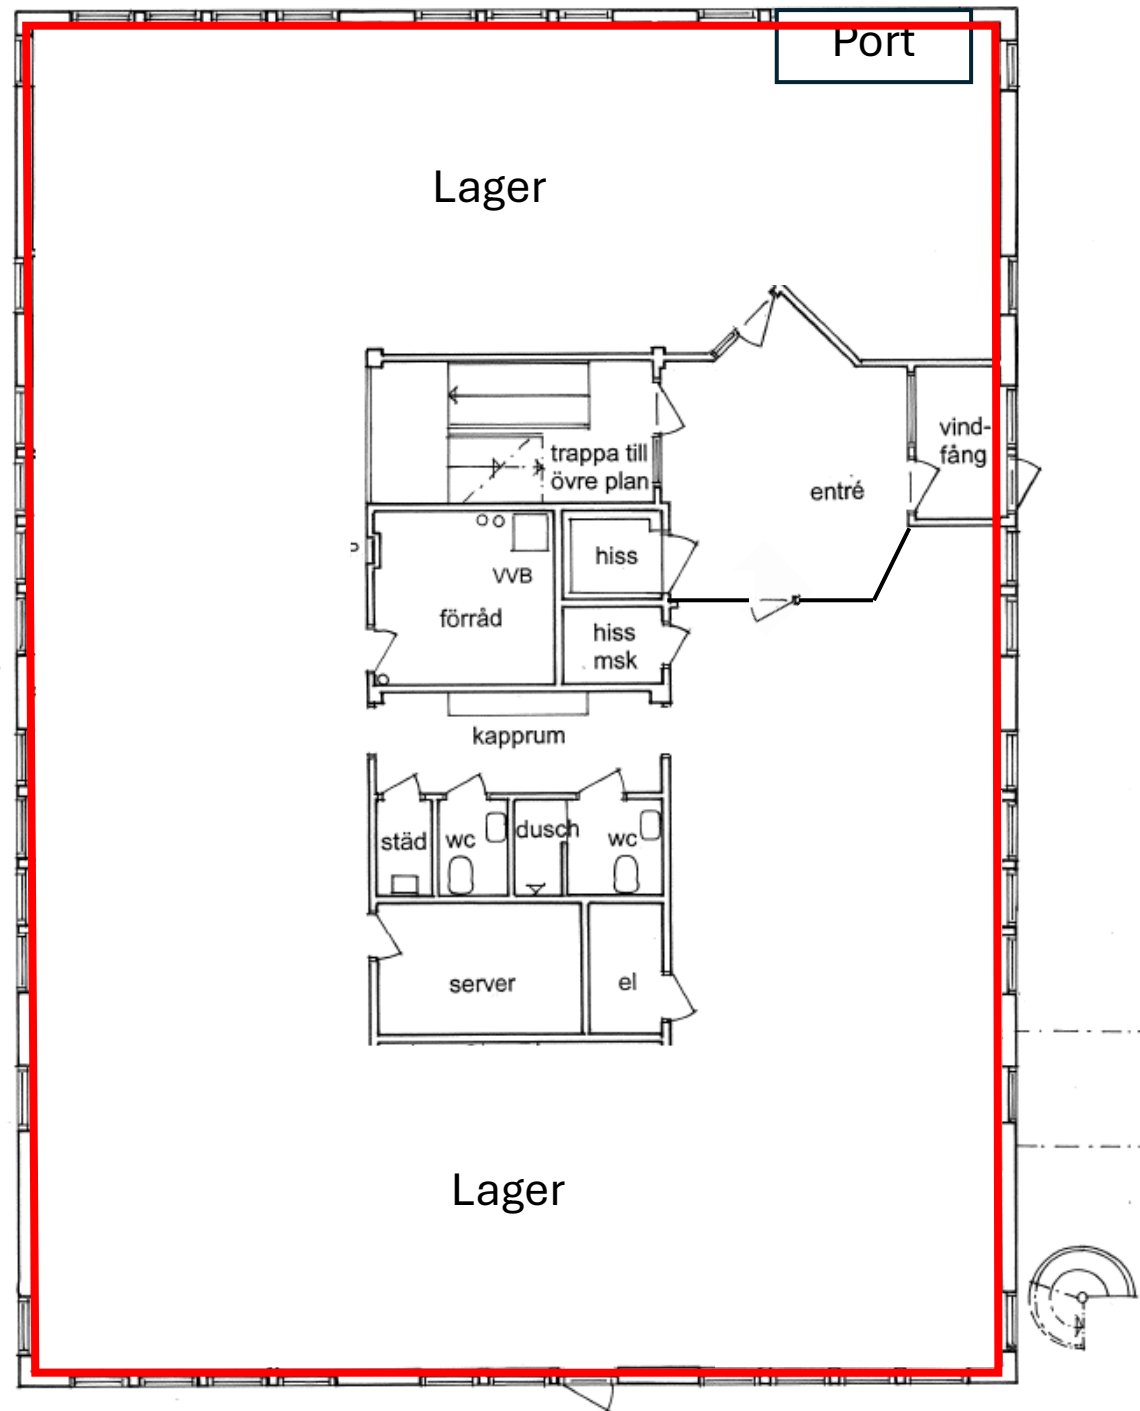 Port
Lager
vind-
fång
trappa till
övre plan
entré
hiss
VVB
förråd
hiss
msk
kapprum
städ
wc
dusch
wc
server
el
Lager